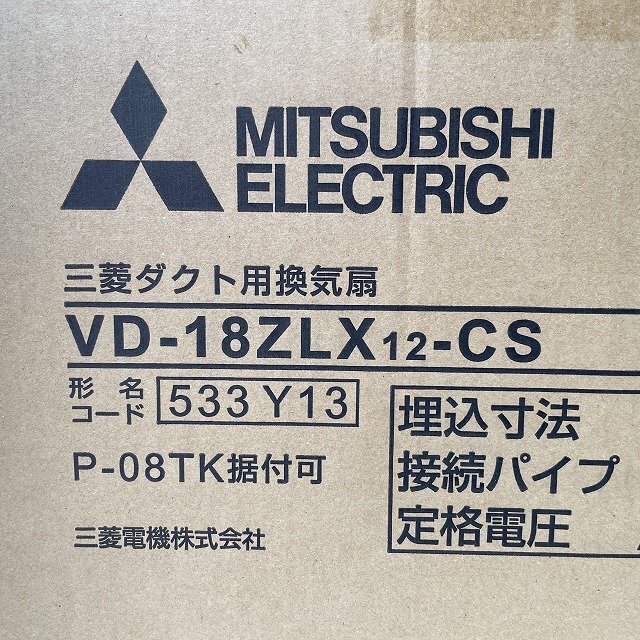 MITSUBISHI
ELECTRIC
三菱ダクト用換気扇
VD-18ZLX12-CS
形名
コード 533Y13
P-08TK据付可
三菱電機株式会社
埋込寸法
接続パイプ
定格電圧